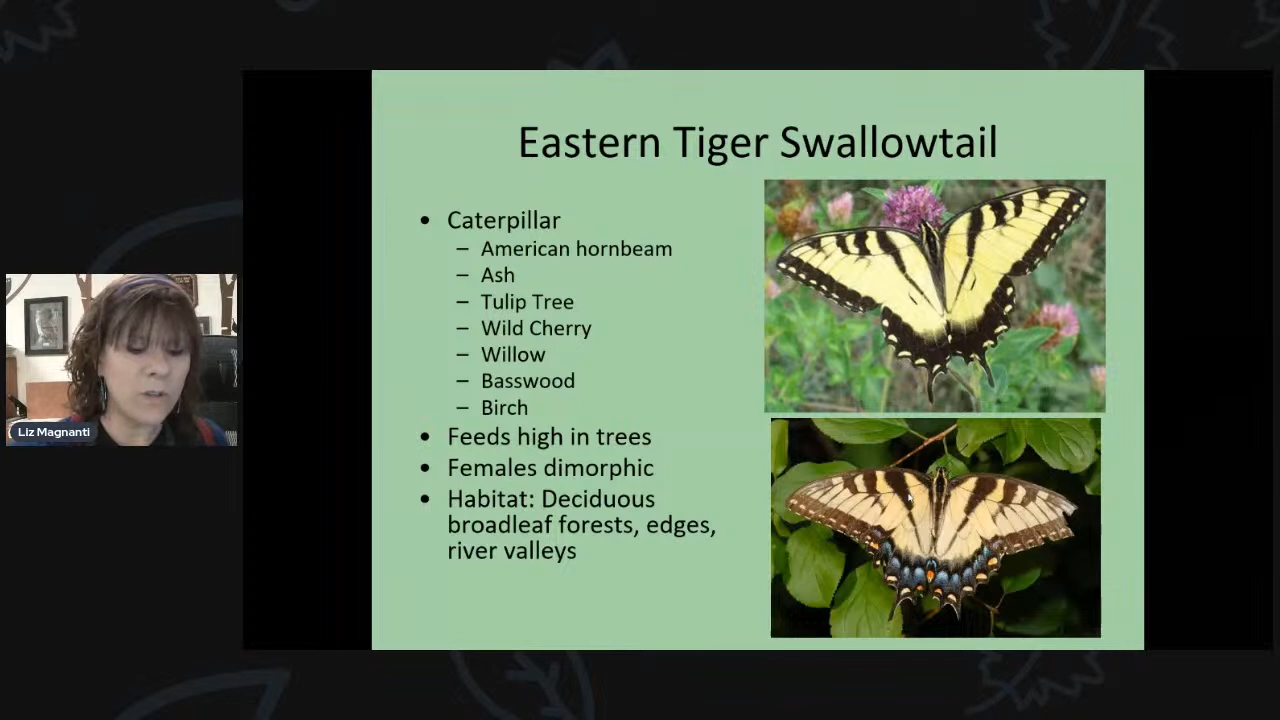 Eastern Tiger Swallowtail
• Caterpillar
– American hornbeam
– Ash
– Tulip Tree
– Wild Cherry
– Willow
– Basswood
– Birch
• Feeds high in trees
• Females dimorphic
• Habitat: Deciduous
broadleaf forests, edges,
river valleys
Liz Magnanti